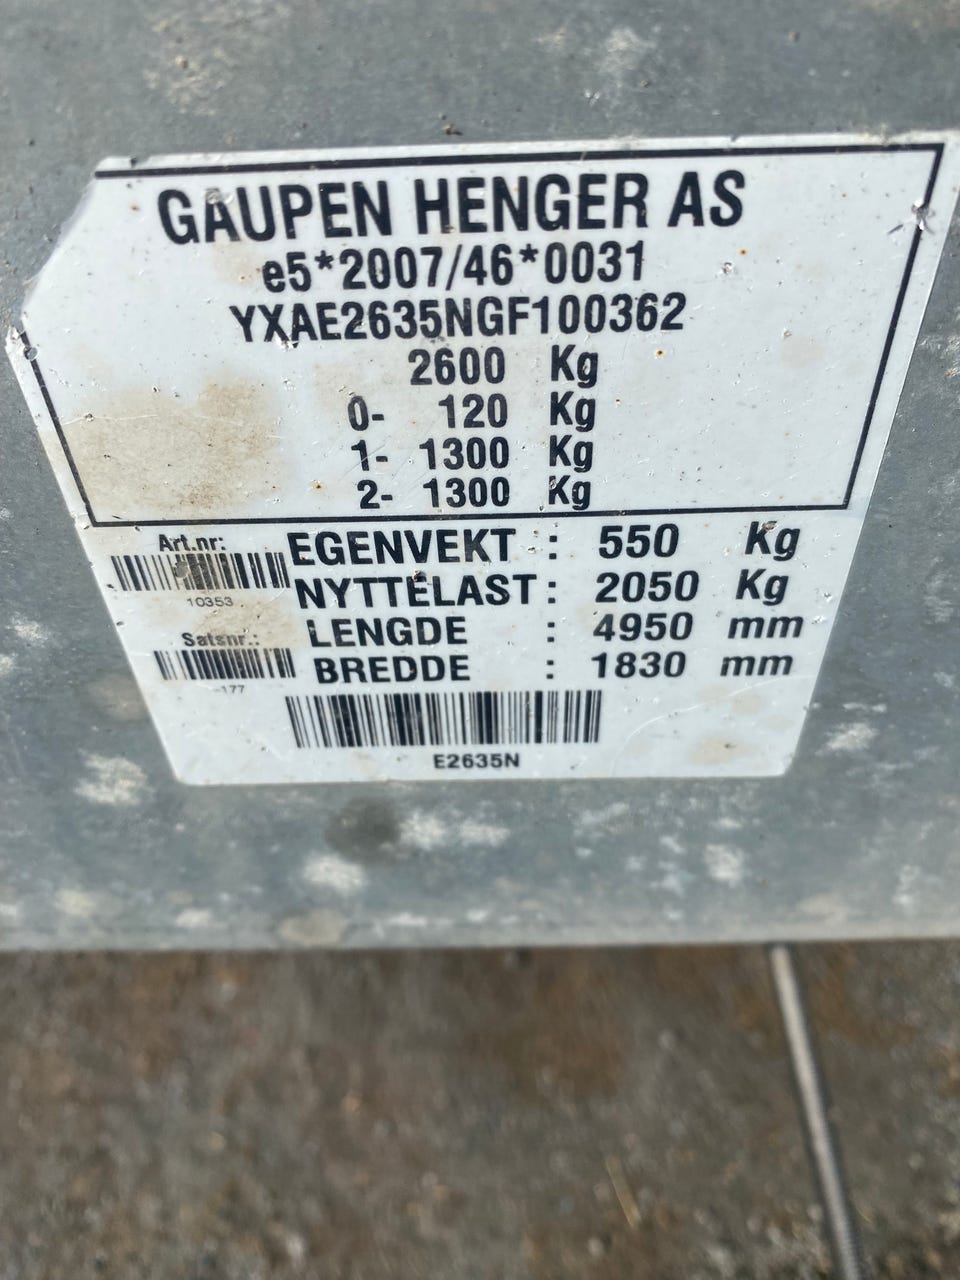 GAUPEN HENGER AS
e5*2007/46*0031
YXAE2635NGF100362
2600 Kg
0- 120 Kg
1- 1300 Kg
2- 1300 Kg
Art.nr:
10353
EGENVEKT : 550 Kg
NYTTELAST : 2050 Kg
Satsnr.:
-177
LENGDE : 4950 mm
BREDDE : 1830 mm
E2635N